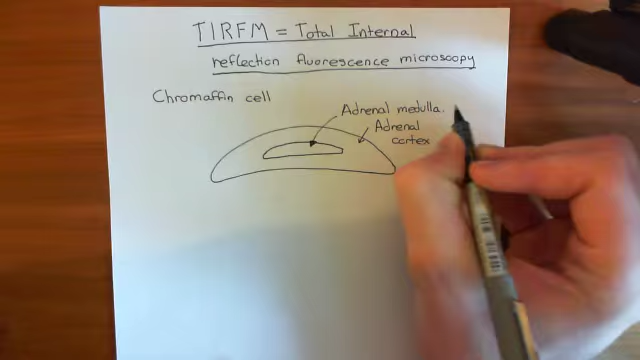 TIRFM = Total Internal
reflection fluorescence microscopy
Chromaffin cell
Adrenal medulla.
Adrenal
cortex